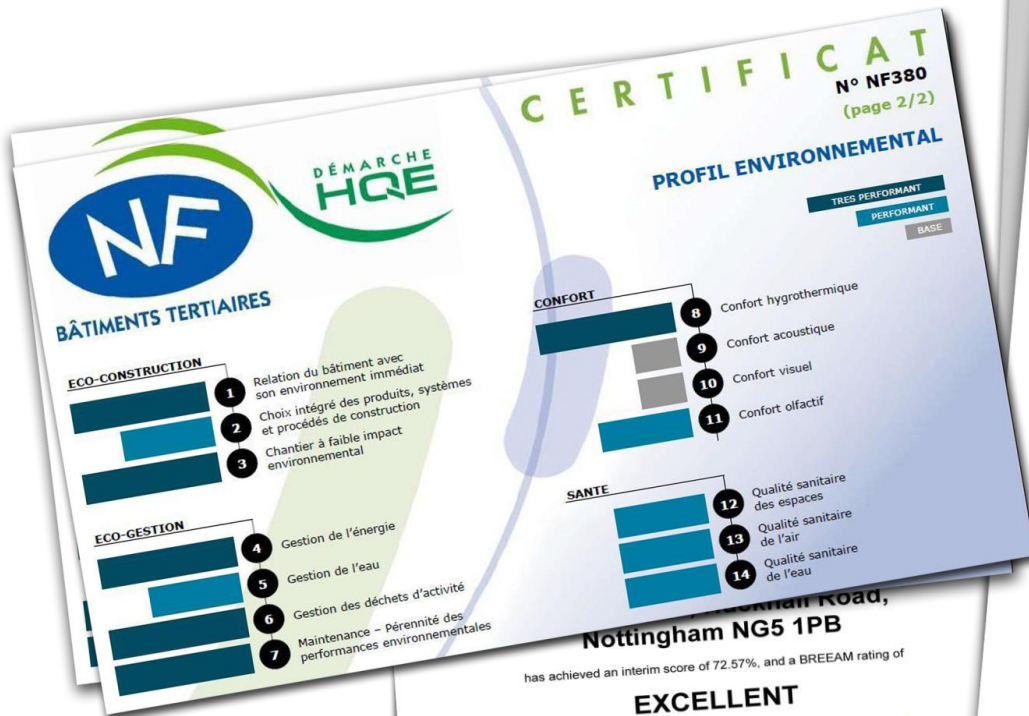 CERTIFICAT
N° NF380
(page 2/2)
DÉMARCHE
HQE
NF
BÂTIMENTS TERTIAIRES
PROFIL ENVIRONNEMENTAL
TRES PERFORMANT
PERFORMANT
BASE
ECO-CONSTRUCTION
1 Relation du bâtiment avec
son environnement immédiat
2 Choix intégré des produits, systèmes
et procédés de construction
3 Chantier à faible impact
environnemental
ECO-GESTION
4 Gestion de l'énergie
5 Gestion de l'eau
6 Gestion des déchets d'activité
7 Maintenance – Pérennité des
performances environnementales
CONFORT
8 Confort hygrothermique
9 Confort acoustique
10 Confort visuel
11 Confort olfactif
SANTE
12 Qualité sanitaire
des espaces
13 Qualité sanitaire
de l'air
14 Qualité sanitaire
de l'eau
Road,
Nottingham NG5 1PB
has achieved an interim score of 72.57%, and a BREEAM rating of
EXCELLENT